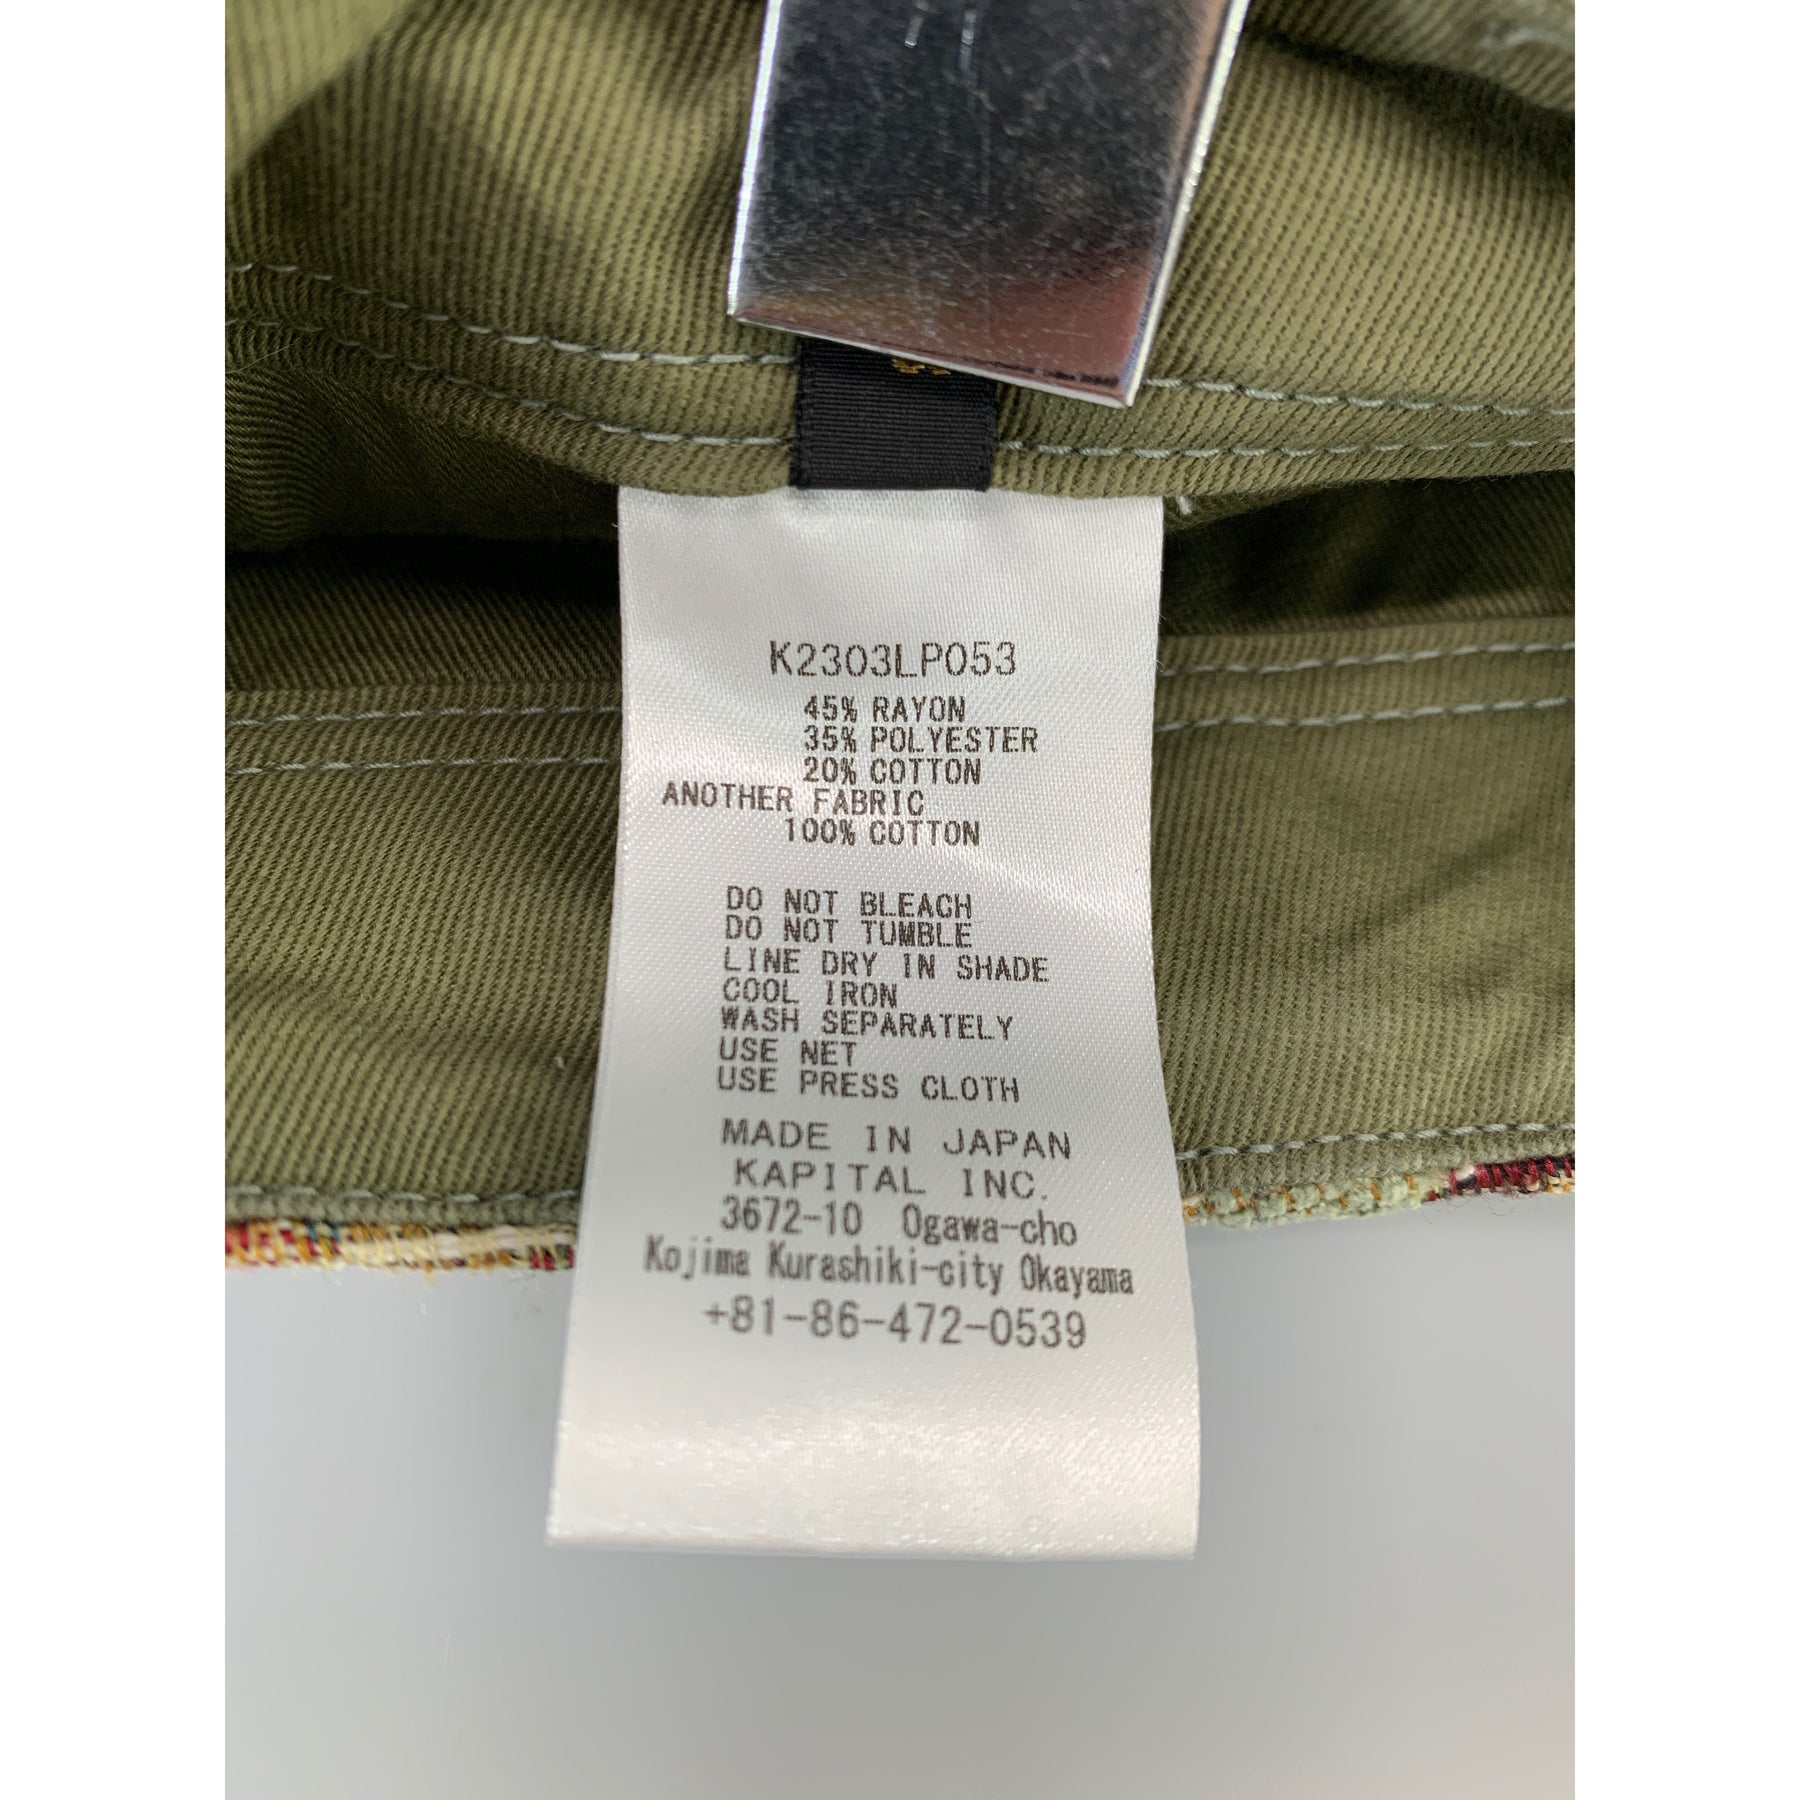 K2303LP053
45% RAYON
35% POLYESTER
20% COTTON
ANOTHER FABRIC
100% COTTON
DO NOT BLEACH
DO NOT TUMBLE
LINE DRY IN SHADE
COOL IRON
WASH SEPARATELY
USE NET
USE PRESS CLOTH
MADE IN JAPAN
KAPITAL INC.
3672-10 Ogawa-cho
Kojima Kurashiki-city Okayama
+81-86-472-0539